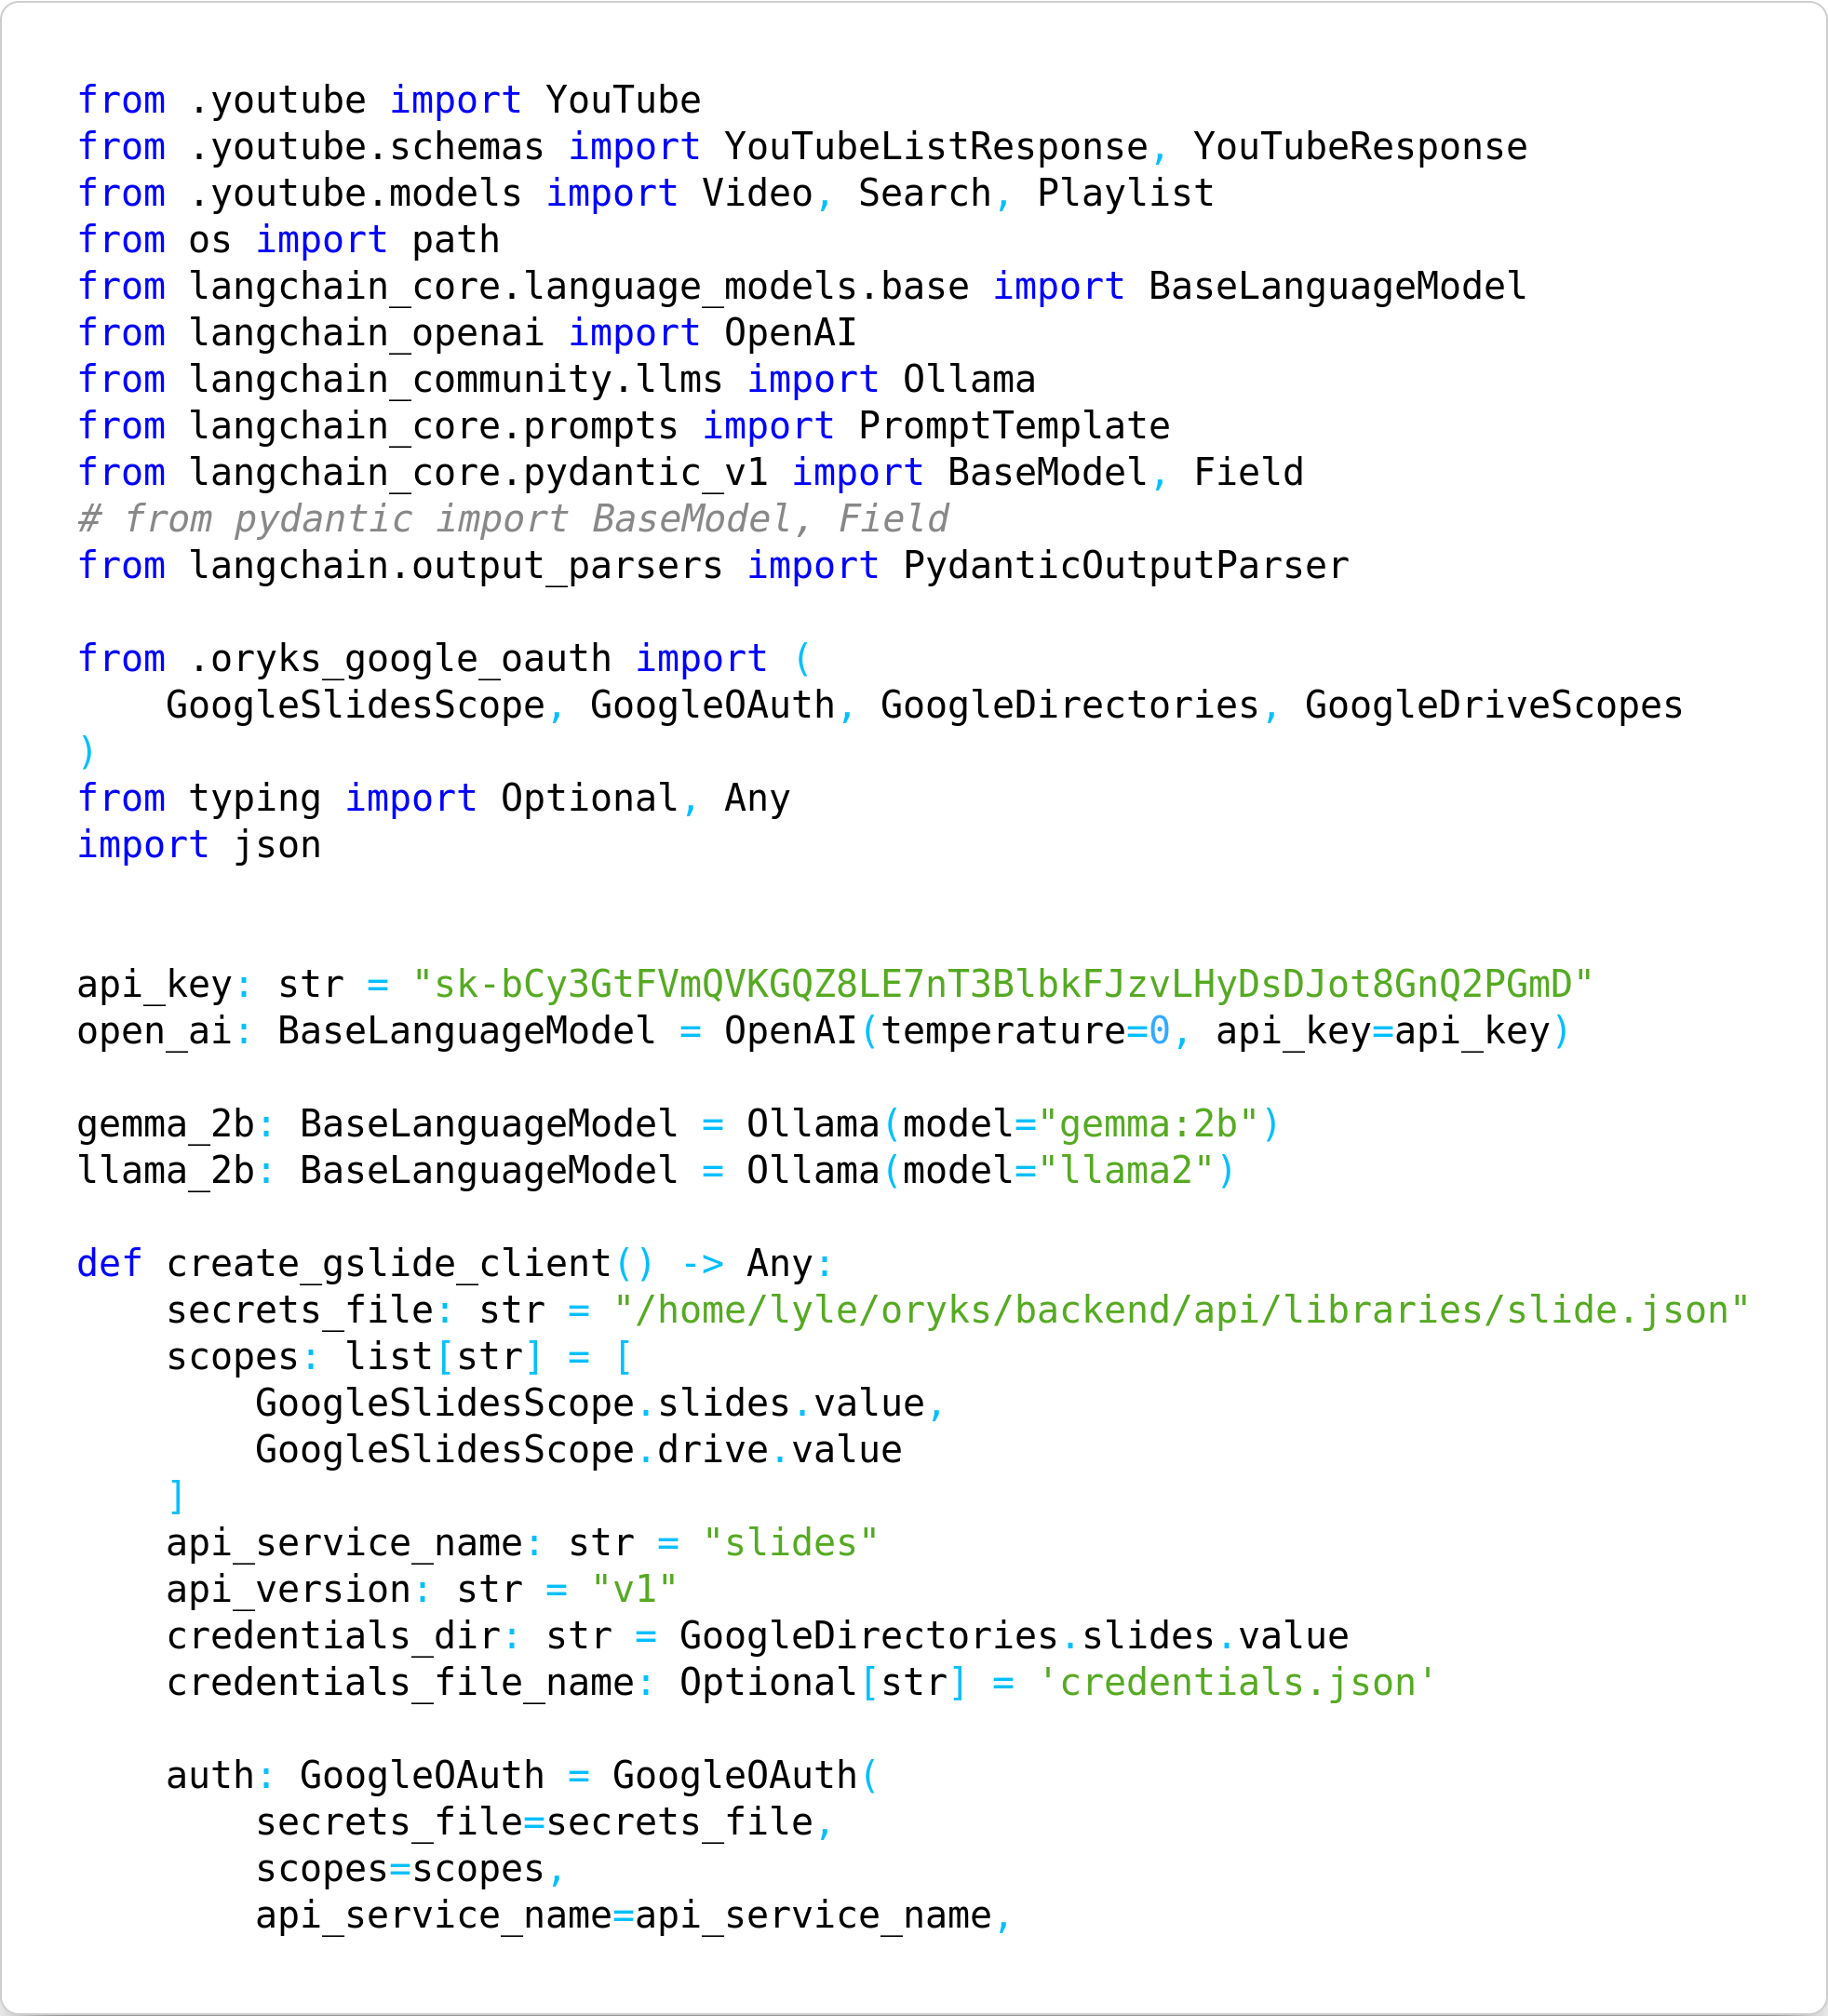 from .youtube import YouTube
from .youtube.schemas import YouTubeListResponse, YouTubeResponse
from .youtube.models import Video, Search, Playlist
from os import path
from langchain_core.language_models.base import BaseLanguageModel
from langchain_openai import OpenAI
from langchain_community.llms import Ollama
from langchain_core.prompts import PromptTemplate
from langchain_core.pydantic_v1 import BaseModel, Field
# from pydantic import BaseModel, Field
from langchain.output_parsers import PydanticOutputParser

from .oryks_google_oauth import (
    GoogleSlidesScope, GoogleOAuth, GoogleDirectories, GoogleDriveScopes
)
from typing import Optional, Any
import json


api_key: str = "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"
open_ai: BaseLanguageModel = OpenAI(temperature=0, api_key=api_key)

gemma_2b: BaseLanguageModel = Ollama(model="gemma:2b")
llama_2b: BaseLanguageModel = Ollama(model="llama2")

def create_gslide_client() -> Any:
    secrets_file: str = "/home/lyle/oryks/backend/api/libraries/slide.json"
    scopes: list[str] = [
        GoogleSlidesScope.slides.value,
        GoogleSlidesScope.drive.value
    ]
    api_service_name: str = "slides"
    api_version: str = "v1"
    credentials_dir: str = GoogleDirectories.slides.value
    credentials_file_name: Optional[str] = 'credentials.json'

    auth: GoogleOAuth = GoogleOAuth(
        secrets_file=secrets_file,
        scopes=scopes,
        api_service_name=api_service_name,